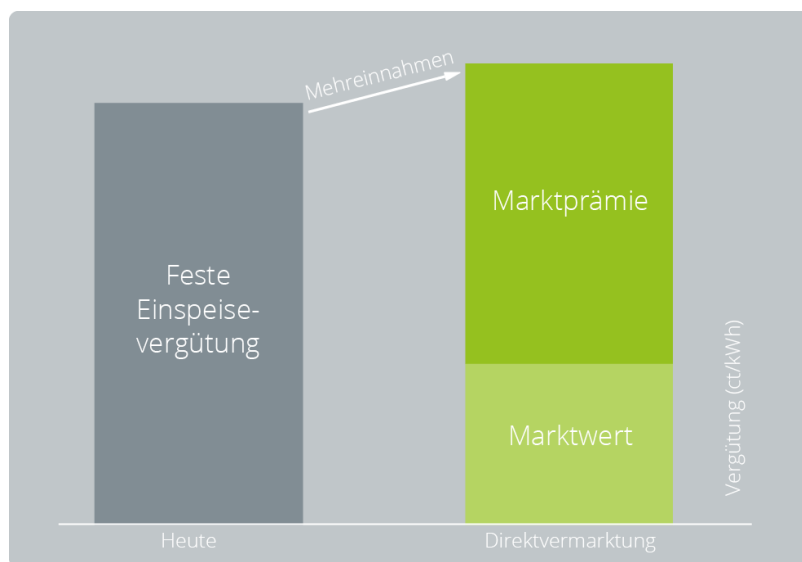 Mehreinnahmen
Feste
Einspeise-
vergütung
Marktprämie
Marktwert
Vergütung (ct/kWh)
Heute
Direktvermarktung